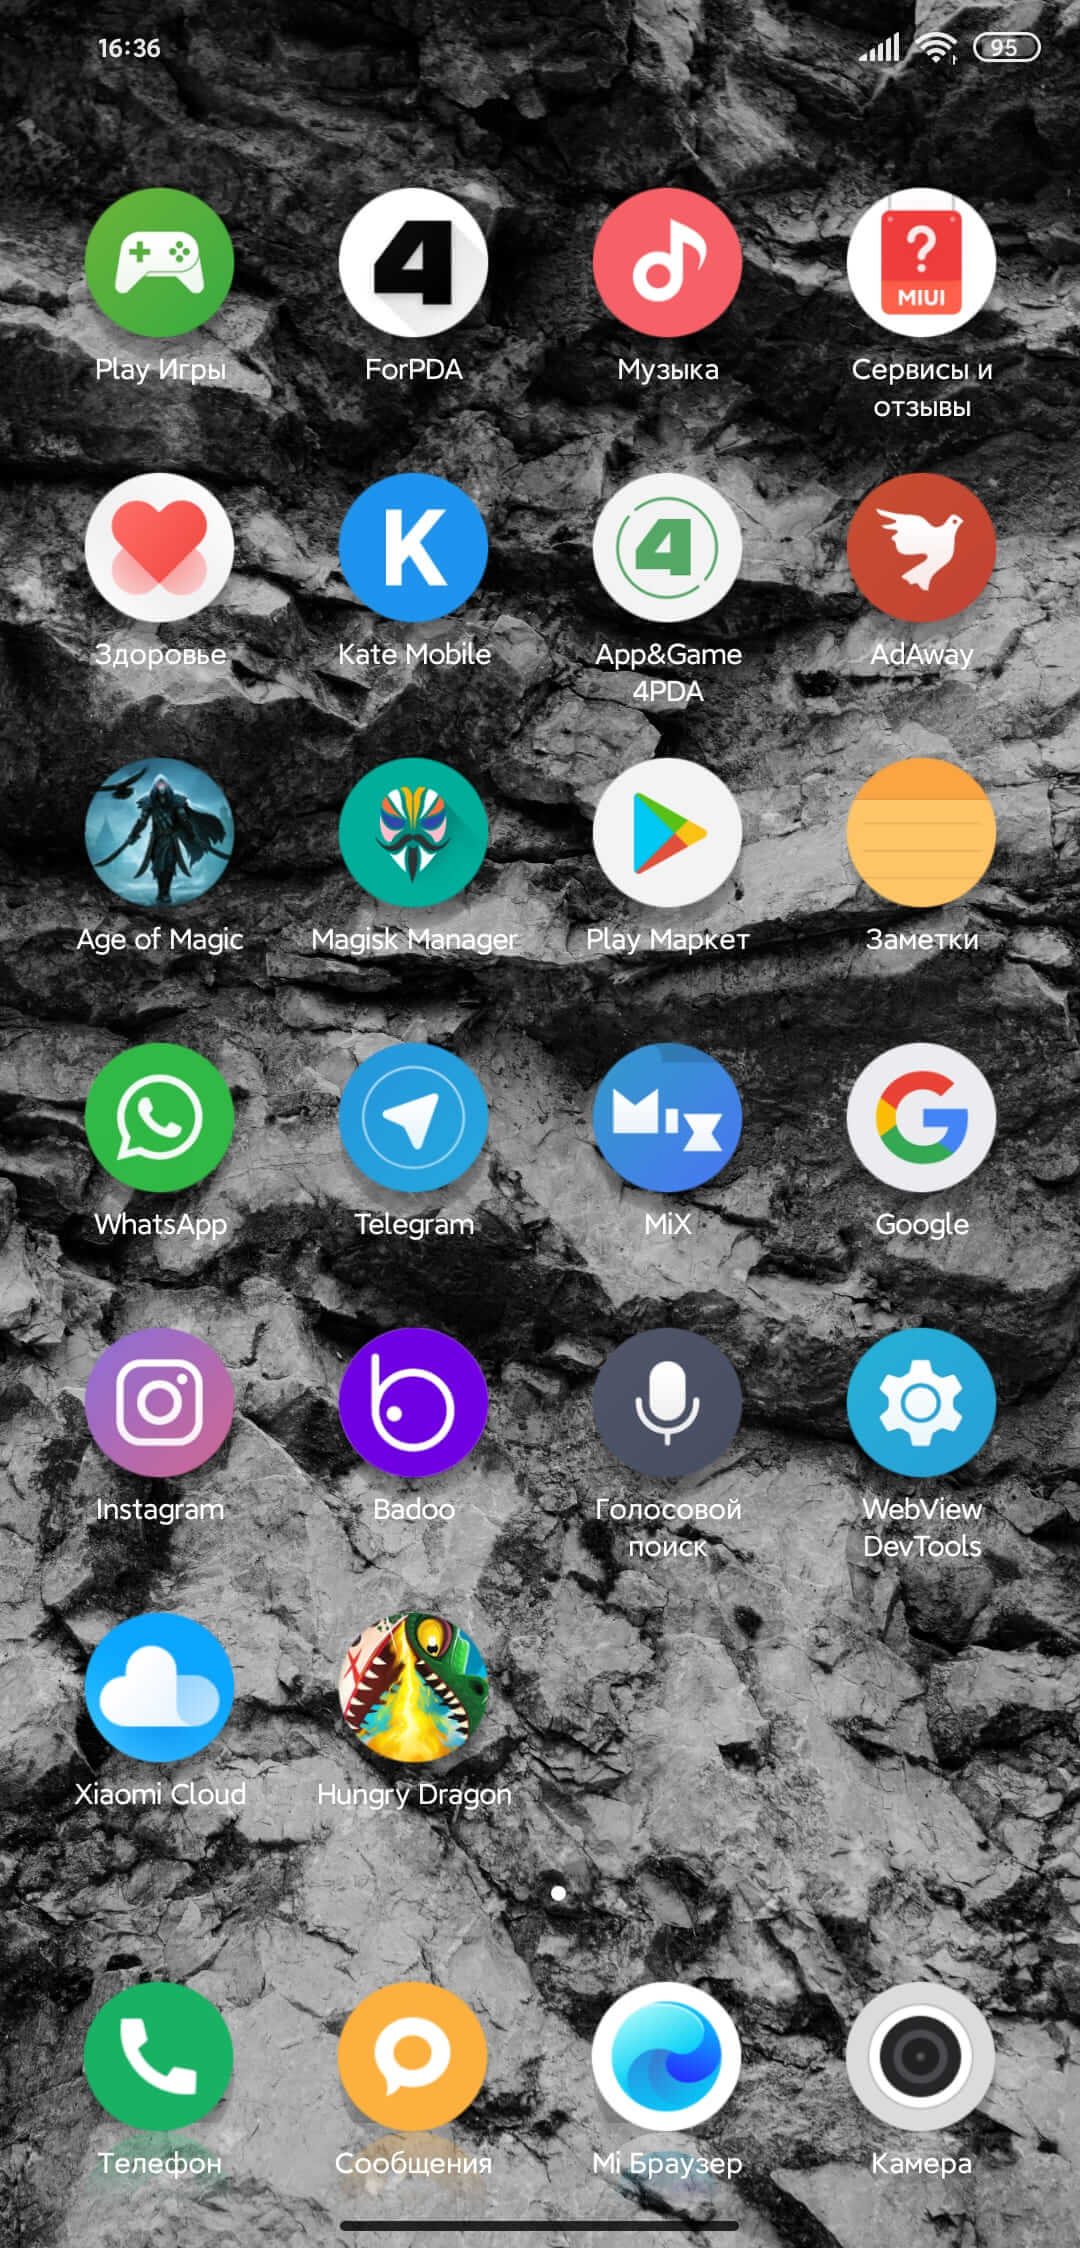 16:36
95
4
?
MIUI
Play Игры
ForPDA
Музыка
Сервисы и
отзывы
K
4
Здоровье
Kate Mobile
App&Game
4PDA
AdAway
Age of Magic
Magisk Manager
Play Маркет
Заметки
MiX
G
WhatsApp
Telegram
MiX
Google
Instagram
Badoo
Голосовой
поиск
WebView
DevTools
Xiaomi Cloud
Hungry Dragon
Телефон
Сообщения
Mi Браузер
Камера